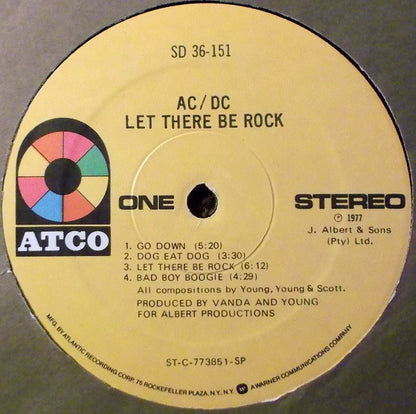 SD 36-151
AC/DC
LET THERE BE ROCK
ATCO
ONE
STEREO
℗ 1977
J. Albert & Sons
(Pty) Ltd.
1. GO DOWN (5:20)
2. DOG EAT DOG (3:30)
3. LET THERE BE ROCK (6:12)
4. BAD BOY BOOGIE (4:29)
All compositions by Young, Young & Scott.
PRODUCED BY VANDA AND YOUNG
FOR ALBERT PRODUCTIONS
ST-C-773851-SP
MFG. BY ATLANTIC RECORDING CORP. 75 ROCKEFELLER PLAZA, N.Y. N.Y. W A WARNER COMMUNICATIONS COMPANY